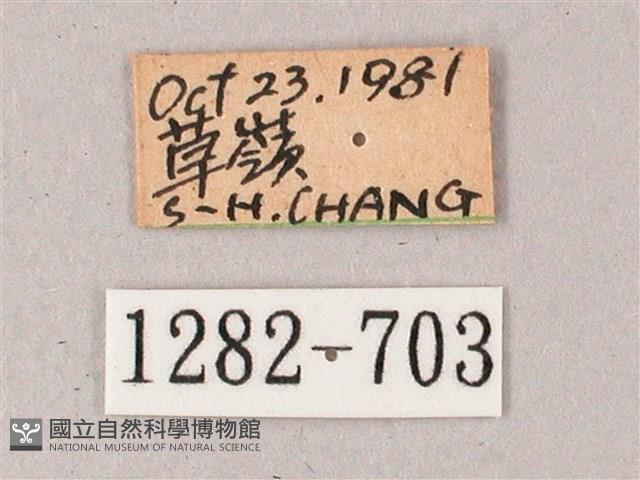 Oct 23.1981
草嶺
S-H.CHANG
1282-703
國立自然科學博物館
NATIONAL MUSEUM OF NATURAL SCIENCE